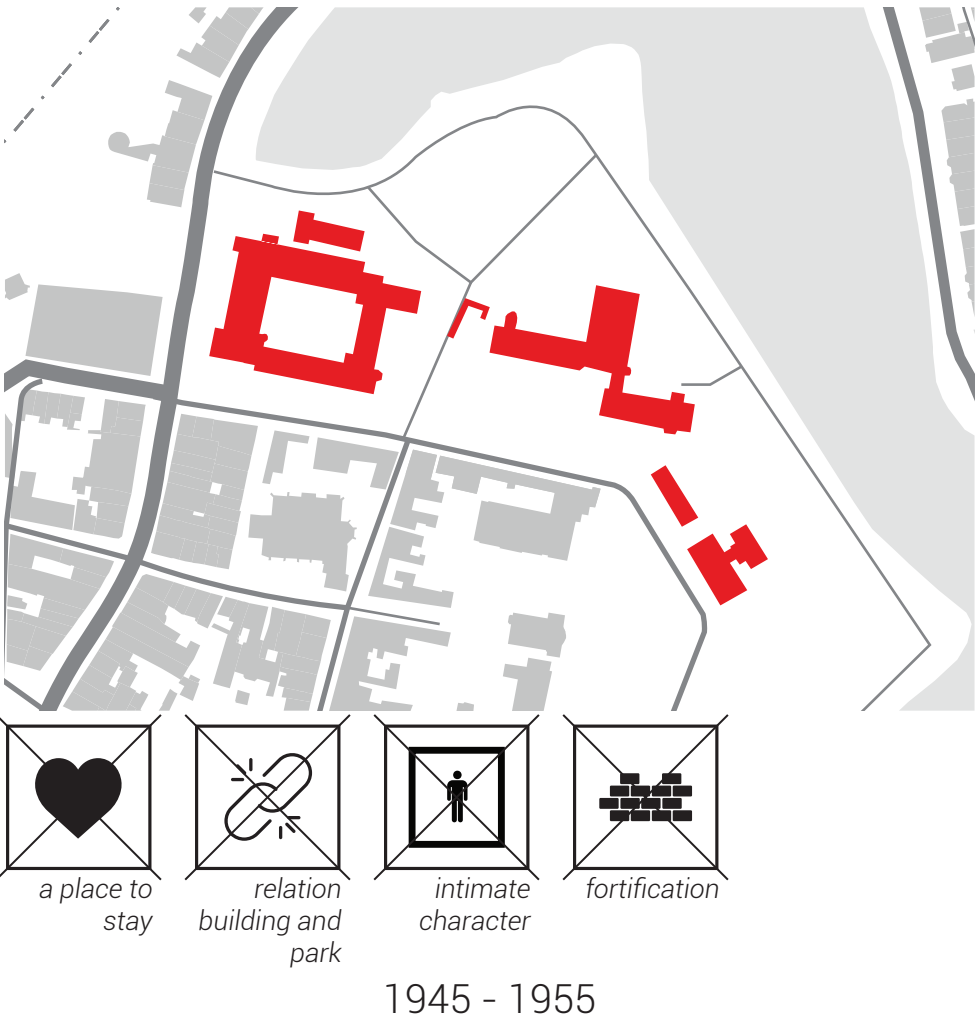 a place to
stay
relation
building and
park
intimate
character
fortification
1945 - 1955